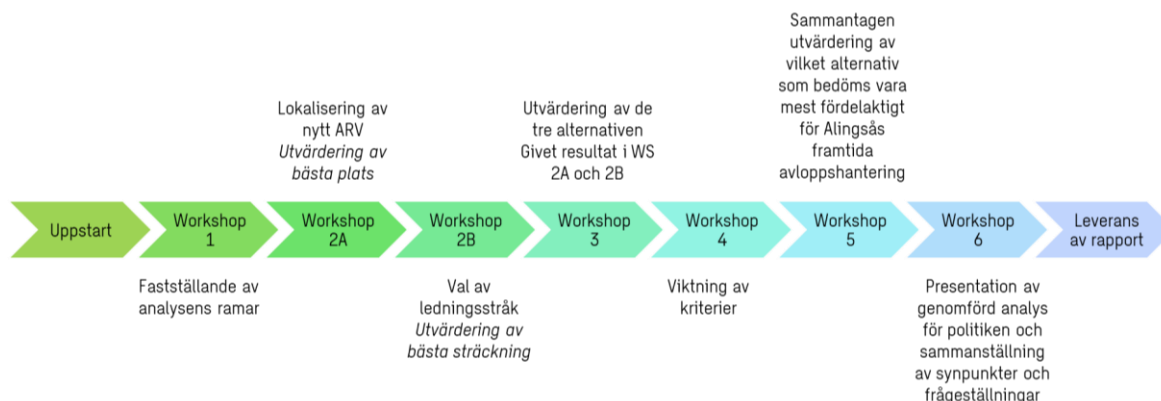 Sammantagen
utvärdering av
vilket alternativ
som bedöms vara
mest fördelaktigt
för Alingsås
framtida
avloppshantering
Lokalisering av
nytt ARV
Utvärdering av
bästa plats
Utvärdering av de
tre alternativen
Givet resultat i WS
2A och 2B
Uppstart
Workshop
1
Workshop
2A
Workshop
2B
Workshop
3
Workshop
4
Workshop
5
Workshop
6
Leverans
av rapport
Fastställande av
analysens ramar
Val av
ledningsstråk
Utvärdering av
bästa sträckning
Viktning av
kriterier
Presentation av
genomförd analys
för politiken och
sammanställning
av synpunkter och
frågeställningar